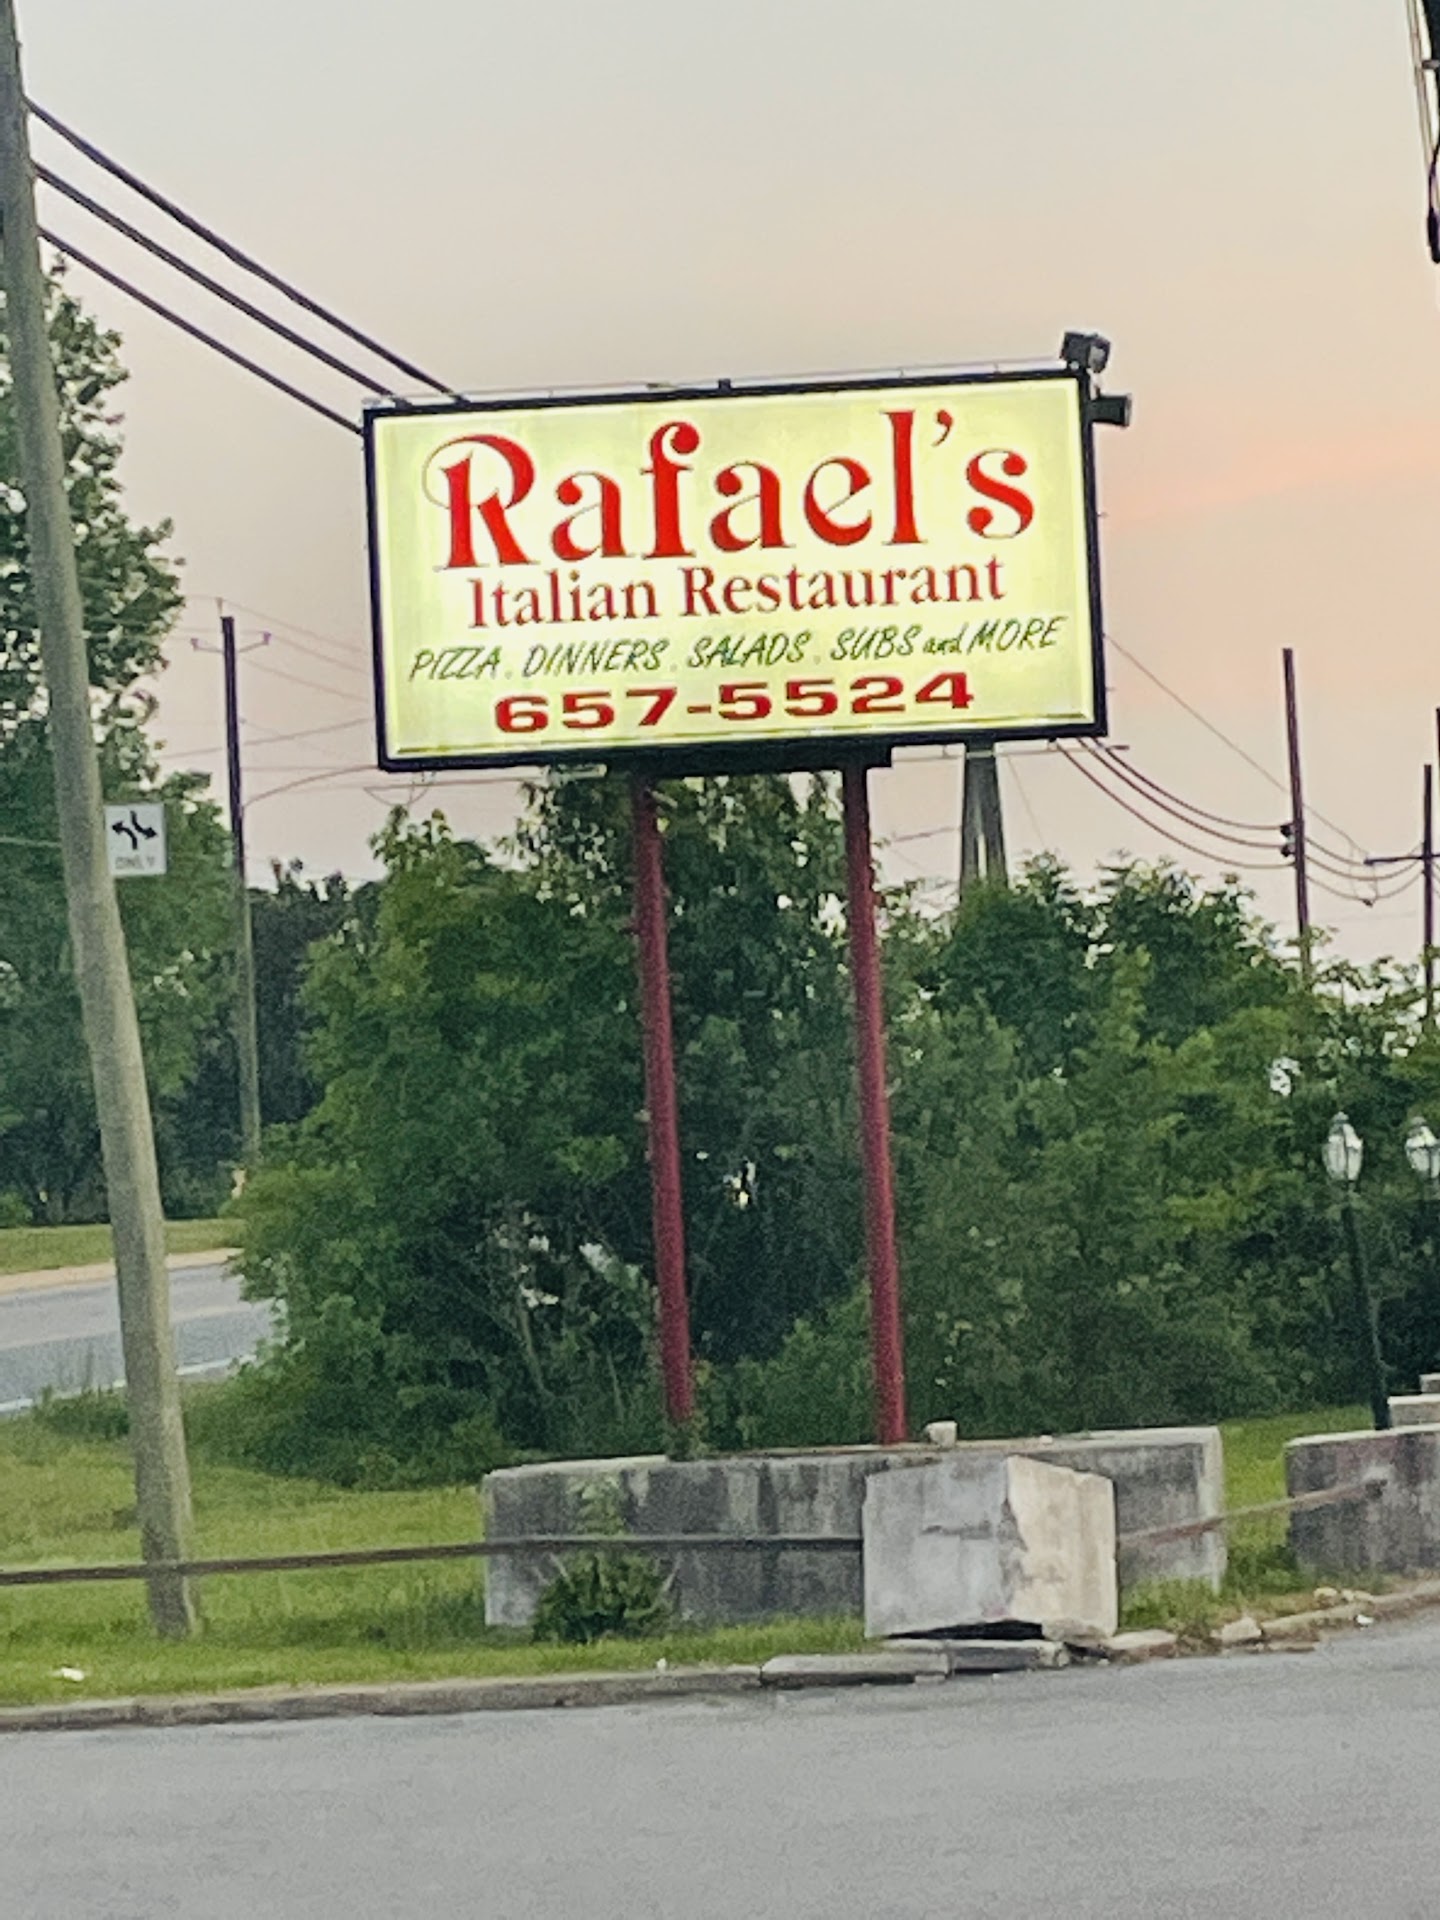 Rafael's
Italian Restaurant
PIZZA. DINNERS. SALADS. SUBS and MORE
657-5524
ONLY